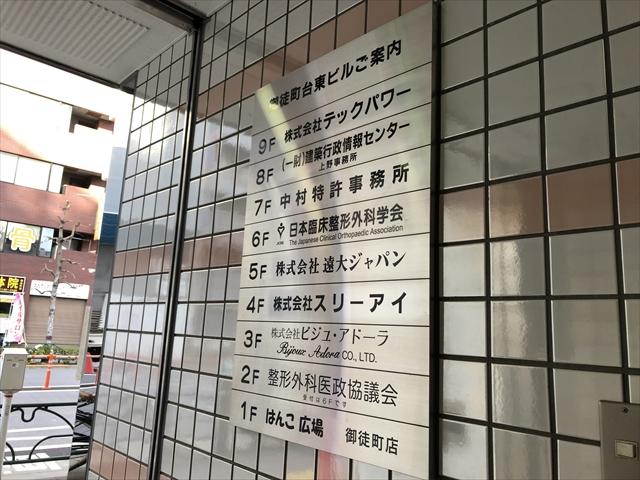 御徒町台東ビルご案内
9F 株式会社テックパワー
8F (一財)建築行政情報センター
上野事務所
7F 中村特許事務所
6F 日本臨床整形外科学会
The Japanese Clinical Orthopaedic Association
5F 株式会社 遠大ジャパン
4F 株式会社スリーアイ
3F 株式会社ビジュ・アドーラ
Bijoux Adora CO., LTD.
2F 整形外科医政協議会
受付は6Fです
1F はんこ広場 御徒町店
骨